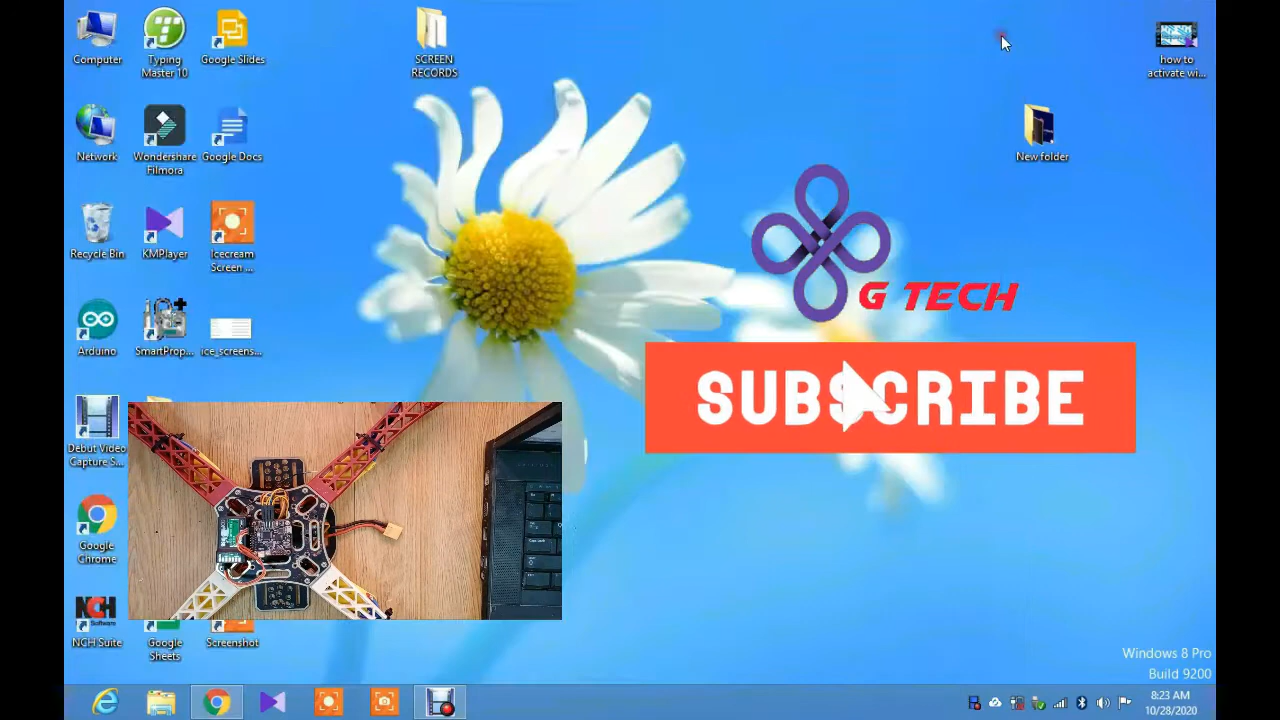 Computer
Typing
Master 10
Google Slides
SCREEN
RECORDS
how to
activate wi...
Network
Wondershare
Filmora
Google Docs
New folder
Recycle Bin
KMPlayer
Icecream
Screen ...
G TECH
Arduino
SmartProp...
ice_screens...
SUBSCRIBE
Debut Video
Capture S...
Google
Chrome
NCH
Software
NCH Suite
Google
Sheets
Screenshot
Windows 8 Pro
Build 9200
8:23 AM
10/28/2020